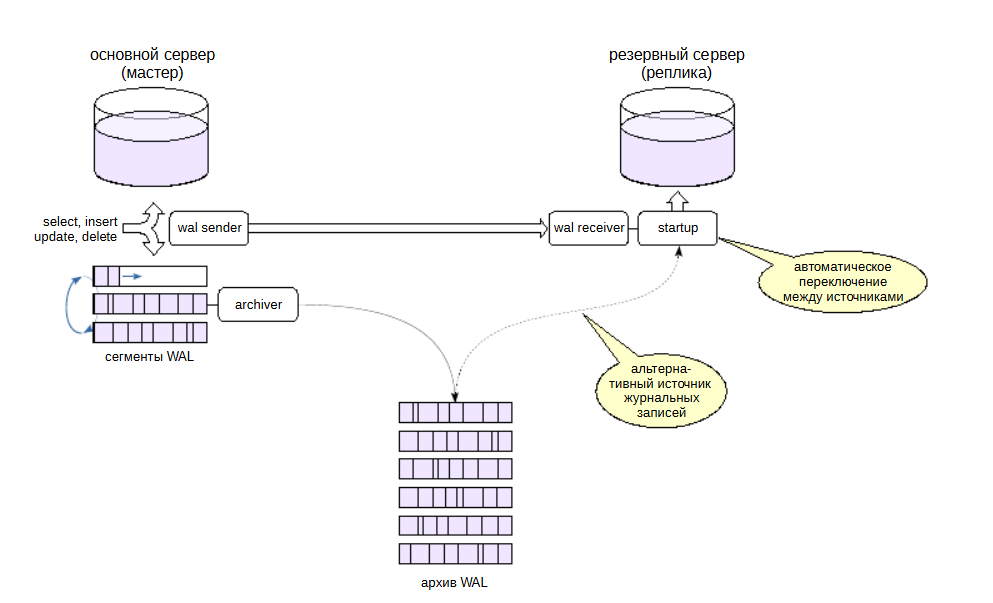 основной сервер
(мастер)
резервный сервер
(реплика)
select, insert
update, delete
wal sender
wal receiver
startup
автоматическое
переключение
между источниками
archiver
сегменты WAL
альтерна-
тивный источник
журнальных
записей
архив WAL